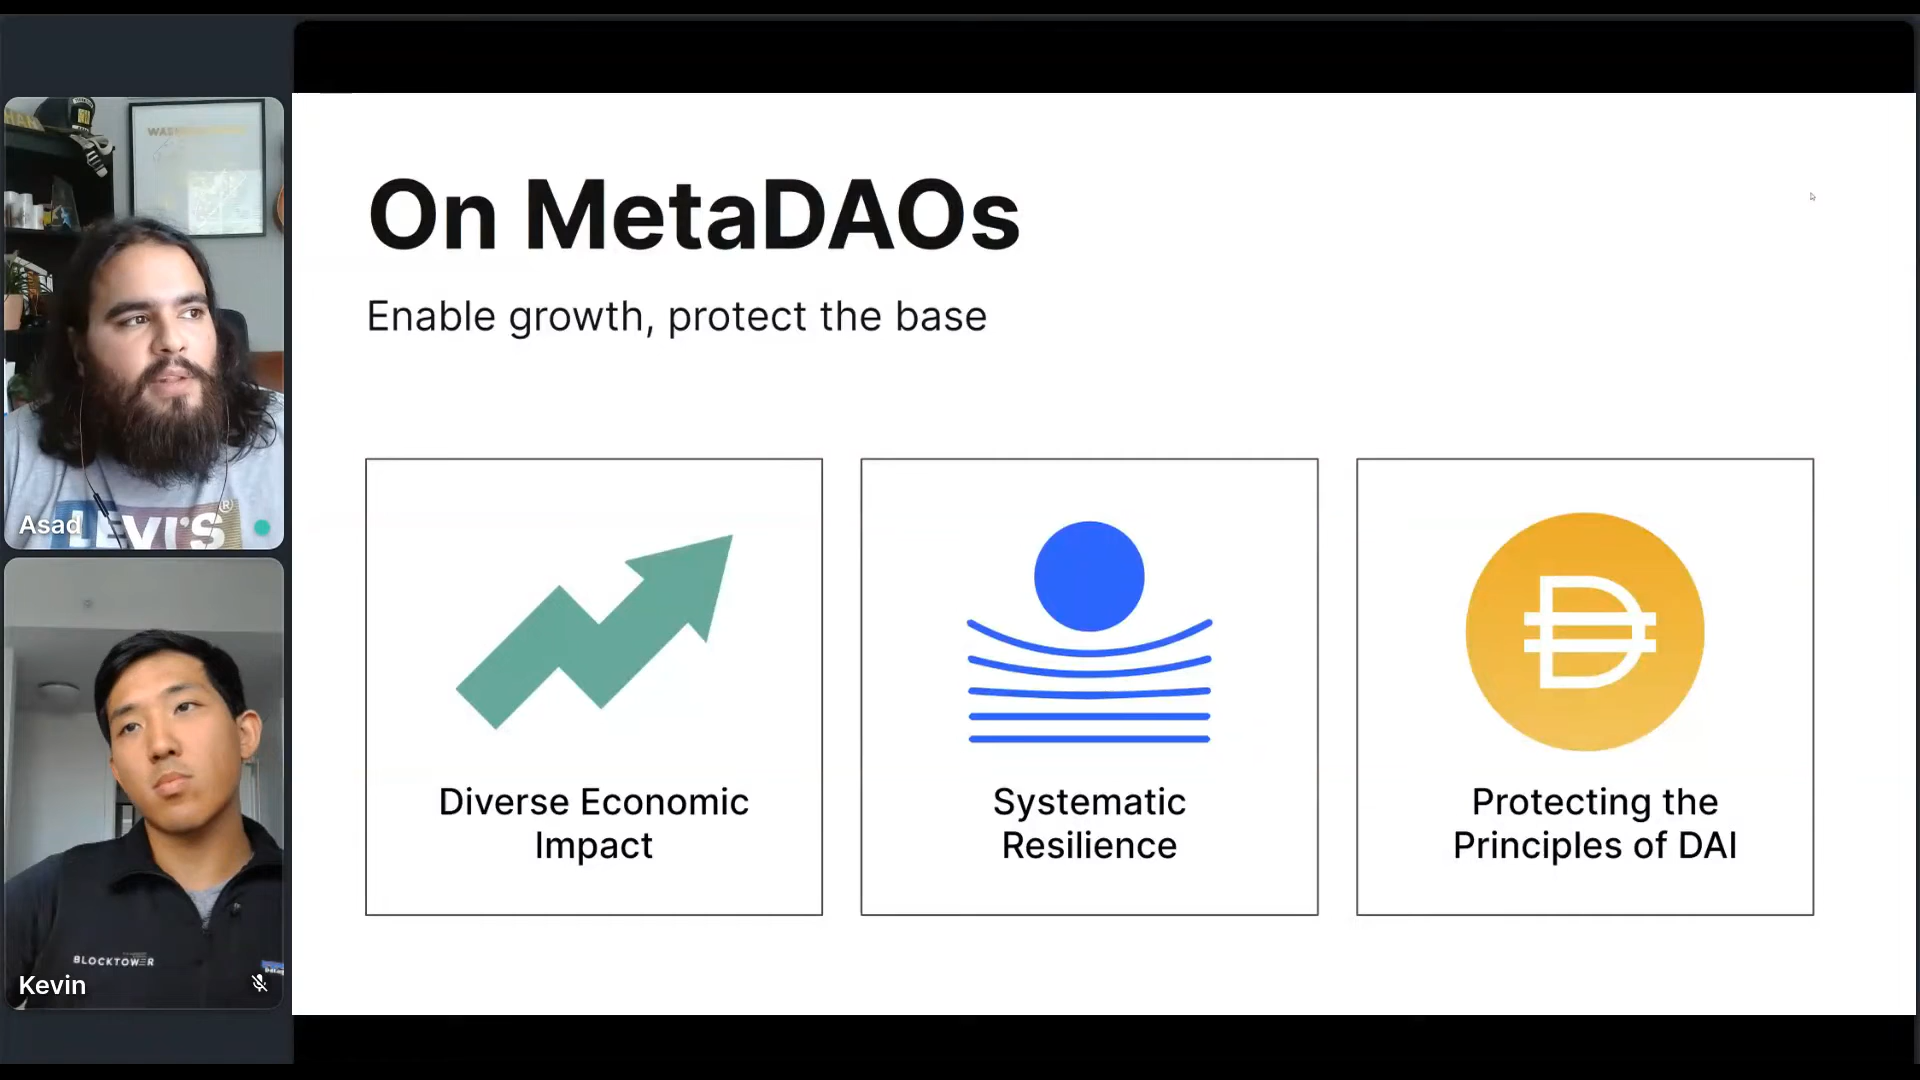 On MetaDAOs
Enable growth, protect the base
Diverse Economic
Impact
Systematic
Resilience
Protecting the
Principles of DAI
LEVI'S®
Asad
BLOCKTOWER
Kevin